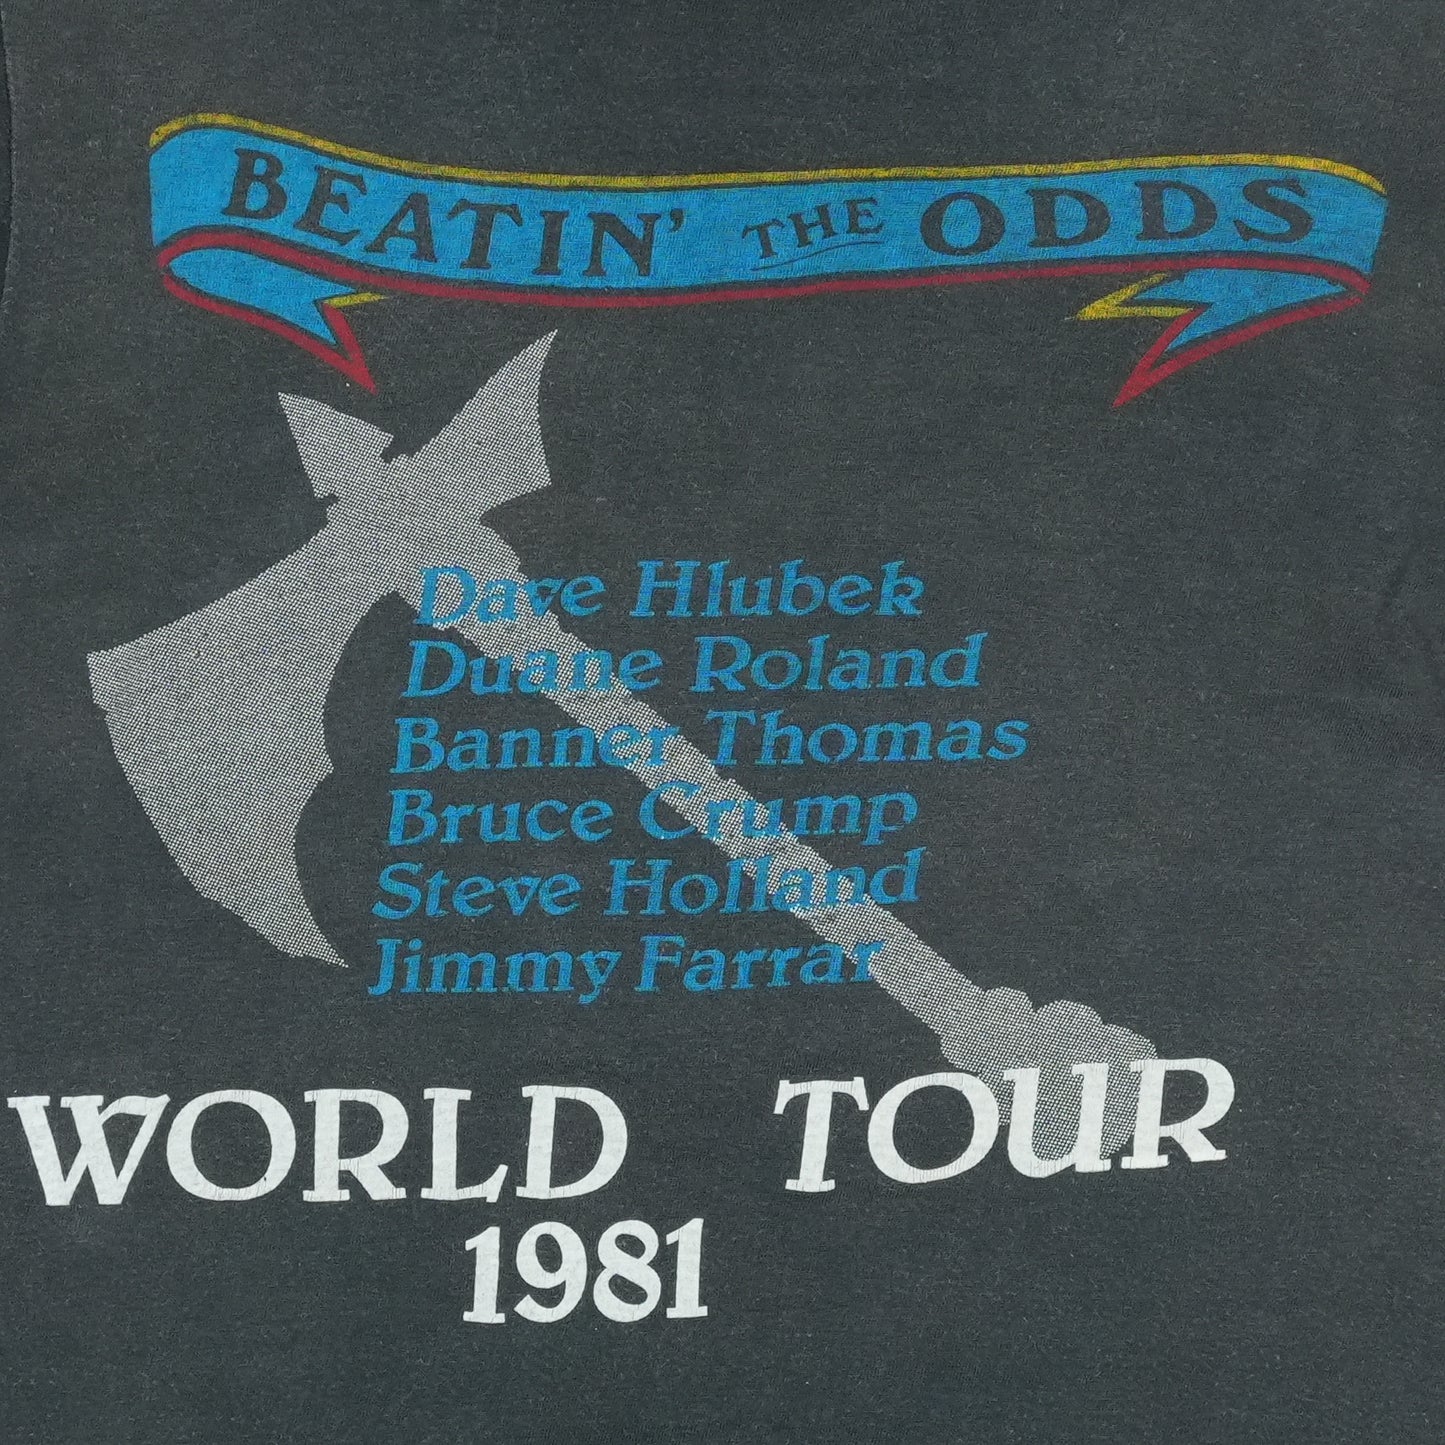 BEATIN' THE ODDS
Dave Hlubek
Duane Roland
Banner Thomas
Bruce Crump
Steve Holland
Jimmy Farrar
WORLD TOUR
1981